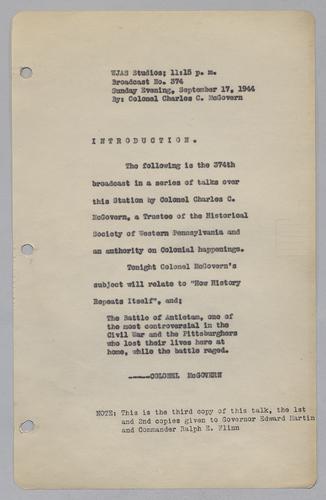 WJAS Studios; 11:15 p. m.
Broadcast No. 374
Sunday Evening, September 17, 1944
By: Colonel Charles C. McGovern
INTRODUCTION.
The following is the 374th
broadcast in a series of talks over
this Station by Colonel Charles C.
McGovern, a Trustee of the Historical
Society of Western Pennsylvania and
an authority on Colonial happenings.
Tonight Colonel McGovern's
subject will relate to "How History
Repeats Itself", and;
The Battle of Antietam, one of
the most controversial in the
Civil War and the Pittsburghers
who lost their lives here at
home, while the battle raged.
-----COLONEL McGOVERN
NOTE: This is the third copy of this talk, the 1st
and 2nd copies given to Governor Edward Martin
and Commander Ralph E. Flinn